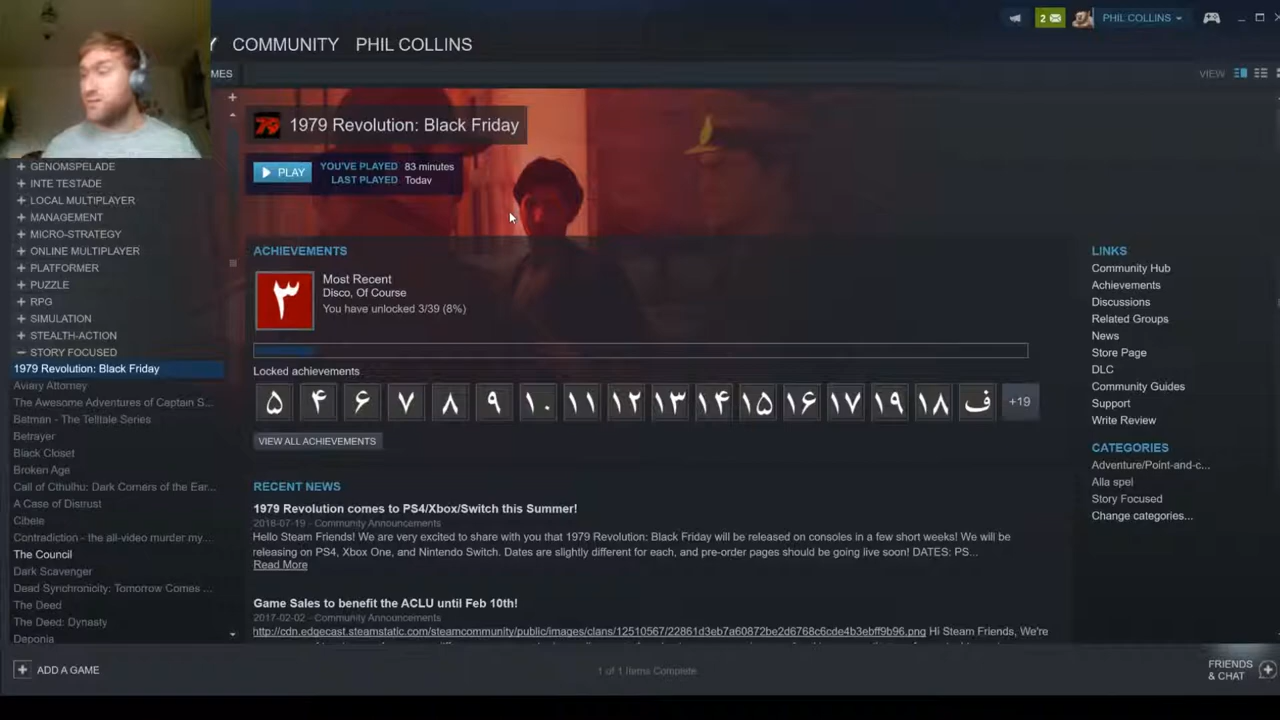 2
PHIL COLLINS
COMMUNITY PHIL COLLINS
MES
VIEW
1979 Revolution: Black Friday
PLAY
YOU'VE PLAYED 83 minutes
LAST PLAYED Today
+ GENOMSPELADE
+ INTE TESTADE
+ LOCAL MULTIPLAYER
+ MANAGEMENT
+ MICRO-STRATEGY
+ ONLINE MULTIPLAYER
+ PLATFORMER
+ PUZZLE
+ RPG
+ SIMULATION
+ STEALTH-ACTION
− STORY FOCUSED
1979 Revolution: Black Friday
Aviary Attorney
The Awesome Adventures of Captain S...
Batman - The Telltale Series
Betrayer
Black Closet
Broken Age
Call of Cthulhu: Dark Corners of the Ear...
A Case of Distrust
Cibele
Contradiction - the all-video murder my...
The Council
Dark Scavenger
Dead Synchronicity: Tomorrow Comes ...
The Deed
The Deed: Dynasty
Deponia
ACHIEVEMENTS
۳
Most Recent
Disco, Of Course
You have unlocked 3/39 (8%)
Locked achievements
۵ ۴ ۶ ۷ ۸ ۹ ۱۰ ۱۱ ۱۲ ۱۳ ۱۴ ۱۵ ۱۶ ۱۷ ۱۹ ۱۸ ف +19
VIEW ALL ACHIEVEMENTS
RECENT NEWS
1979 Revolution comes to PS4/Xbox/Switch this Summer!
2018-07-19 - Community Announcements
Hello Steam Friends! We are very excited to share with you that 1979 Revolution: Black Friday will be released on consoles in a few short weeks! We will be
releasing on PS4, Xbox One, and Nintendo Switch. Dates are slightly different for each, and pre-order pages should be going live soon! DATES: PS...
Read More
Game Sales to benefit the ACLU until Feb 10th!
2017-02-02 - Community Announcements
http://cdn.edgecast.steamstatic.com/steamcommunity/public/images/clans/12510567/22861d3eb7a60872be2d6768c6cde4b3ebff9b96.png Hi Steam Friends, We're
LINKS
Community Hub
Achievements
Discussions
Related Groups
News
Store Page
DLC
Community Guides
Support
Write Review
CATEGORIES
Adventure/Point-and-c...
Alla spel
Story Focused
Change categories...
+ ADD A GAME
1 of 1 Items Complete
FRIENDS
& CHAT